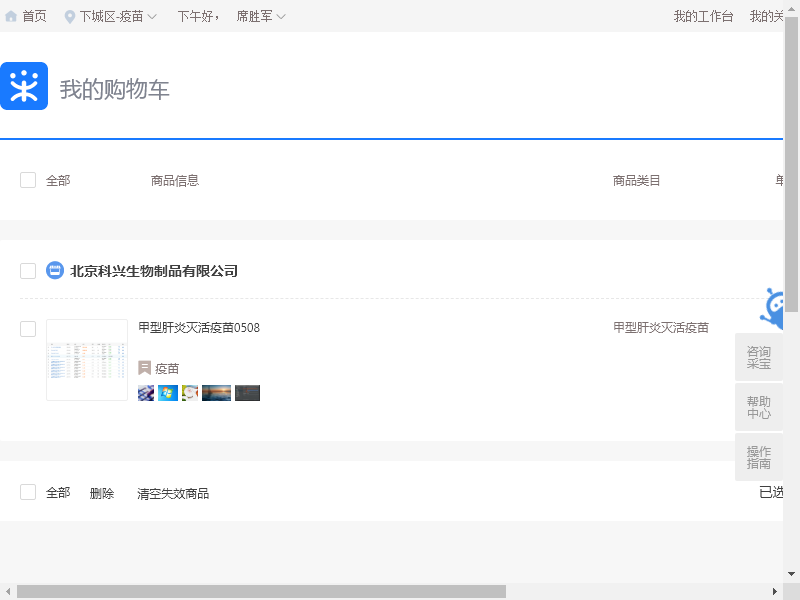 首页 下城区-疫苗 下午好， 席胜军 我的工作台 我的关
采 我的购物车
全部 商品信息 商品类目
北京科兴生物制品有限公司
甲型肝炎灭活疫苗0508 甲型肝炎灭活疫苗
疫苗
咨询
采宝
帮助
中心
操作
指南
全部 删除 清空失效商品 已选